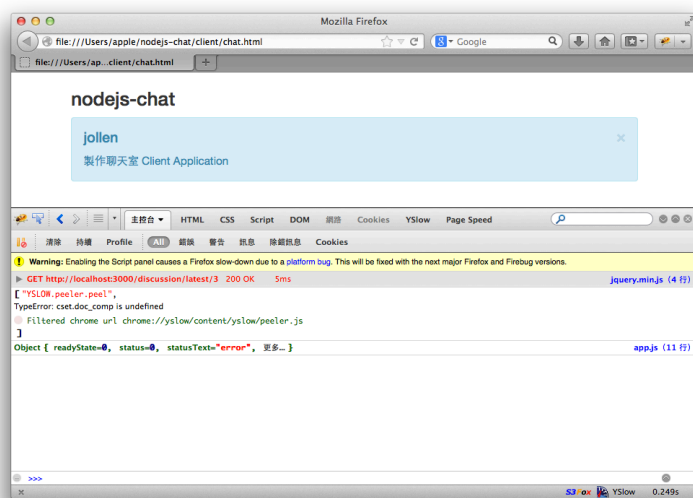 Mozilla Firefox
file:///Users/apple/nodejs-chat/client/chat.html
Google
file:///Users/ap...client/chat.html
nodejs-chat
jollen
製作聊天室 Client Application
主控台 HTML CSS Script DOM 網路 Cookies YSlow Page Speed
清除 持續 Profile All 錯誤 警告 訊息 除錯訊息 Cookies
Warning: Enabling the Script panel causes a Firefox slow-down due to a platform bug. This will be fixed with the next major Firefox and Firebug versions.
GET http://localhost:3000/discussion/latest/3 200 OK 5ms jquery.min.js (4 行)
["YSLOW.peeler.peel",
TypeError: cset.doc_comp is undefined
Filtered chrome url chrome://yslow/content/yslow/peeler.js
]
Object { readyState=0, status=0, statusText="error", 更多... } app.js (11 行)
>>>
S3Fox YSlow 0.249s